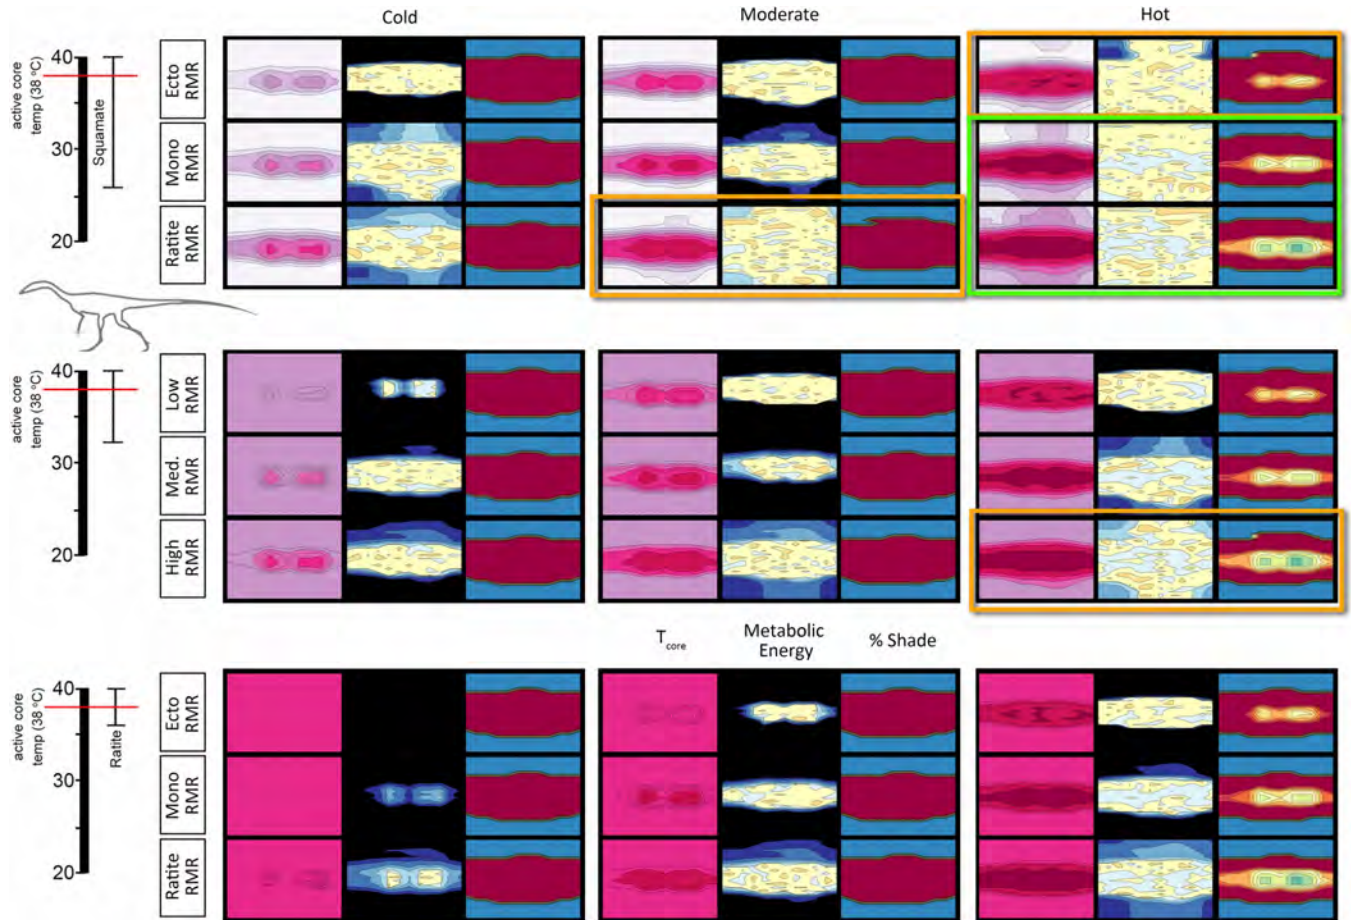 Cold
Moderate
Hot
active core
temp (38 °C)
40
30
20
Squamate
Ecto
RMR
Mono
RMR
Ratite
RMR
active core
temp (38 °C)
40
30
20
Low
RMR
Med.
RMR
High
RMR
T core
Metabolic
Energy
% Shade
active core
temp (38 °C)
40
30
20
Ratite
Ecto
RMR
Mono
RMR
Ratite
RMR